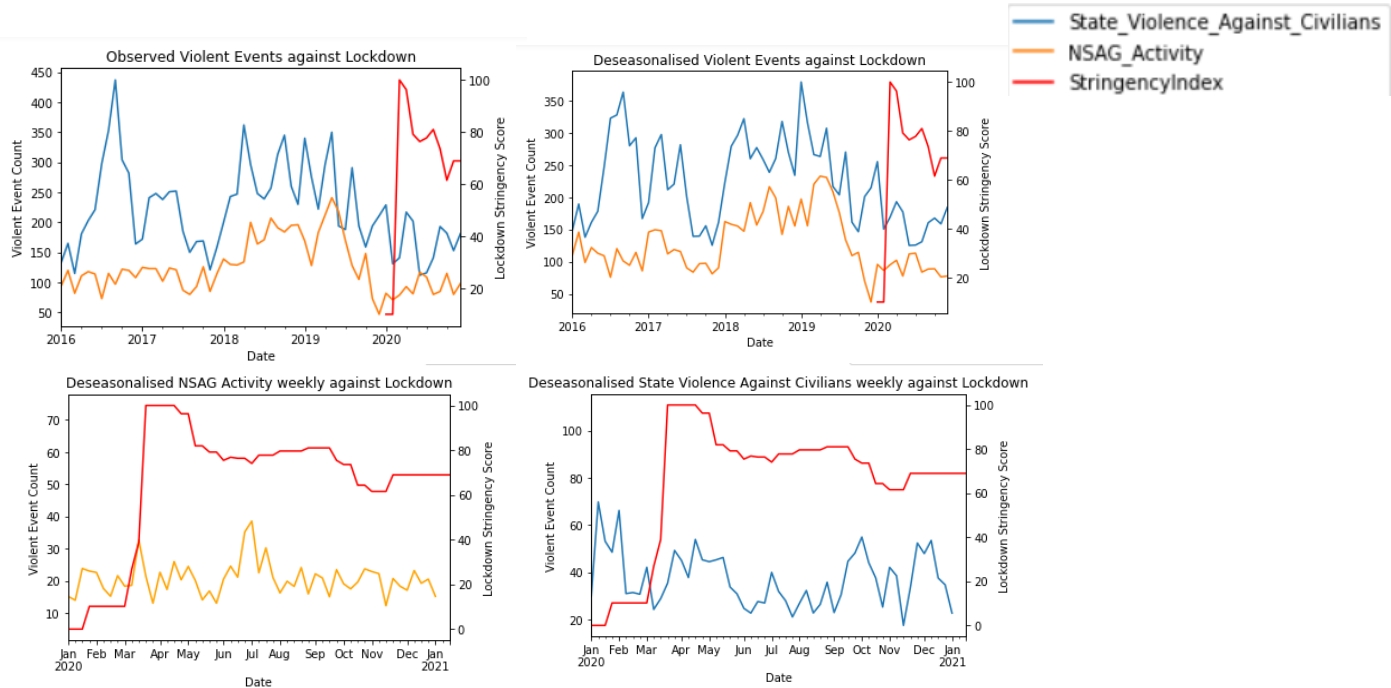 State_Violence_Against_Civilians
NSAG_Activity
StringencyIndex
Observed Violent Events against Lockdown
450
400
350
300
250
200
150
100
50
Violent Event Count
100
80
60
40
20
Lockdown Stringency Score
2016
2017
2018
2019
2020
Date
Deseasonalised Violent Events against Lockdown
350
300
250
200
150
100
50
Violent Event Count
100
80
60
40
20
Lockdown Stringency Score
2016
2017
2018
2019
2020
Date
Deseasonalised NSAG Activity weekly against Lockdown
70
60
50
40
30
20
10
Violent Event Count
100
80
60
40
20
0
Lockdown Stringency Score
Jan Feb Mar Apr May Jun Jul Aug Sep Oct Nov Dec Jan
2020 2021
Date
Deseasonalised State Violence Against Civilians weekly against Lockdown
100
80
60
40
20
Violent Event Count
100
80
60
40
20
0
Lockdown Stringency Score
Jan Feb Mar Apr May Jun Jul Aug Sep Oct Nov Dec Jan
2020 2021
Date